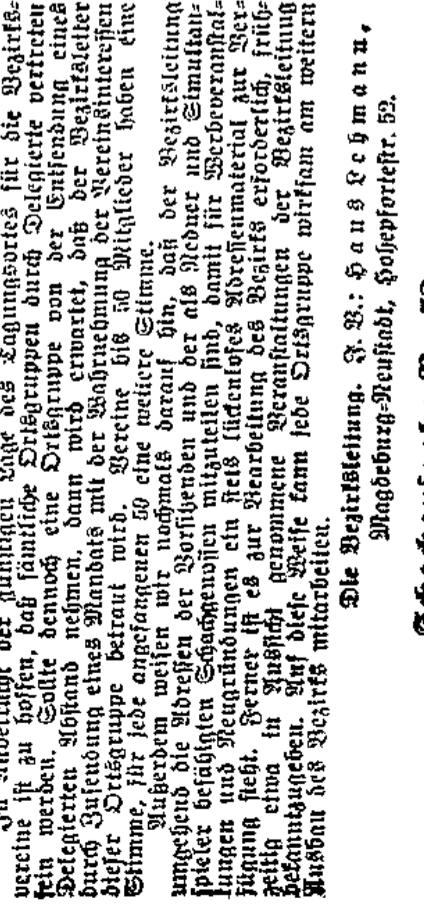 In Anbetracht der günstigen Lage des Tagungsortes für die Bezirks-
vereine ist zu hoffen, daß sämtliche Ortsgruppen durch Delegierte vertreten
sein werden. Sollte dennoch eine Ortsgruppe von der Entsendung eines
Delegierten Abstand nehmen, dann wird erwartet, daß der Bezirksleiter
durch Zusendung eines Mandats mit der Wahrnehmung der Vereinsinteressen
dieser Ortsgruppe betraut wird. Vereine bis 50 Mitglieder haben eine
Stimme, für jede angefangenen 50 eine weitere Stimme.
Außerdem weisen wir nochmals darauf hin, daß der Bezirksleitung
umgehend die Adressen der Vorsitzenden und der als Redner und Simultan-
spieler befähigten Schachgenossen mitzuteilen sind, damit für Werbeveranstal-
tungen und Neugründungen ein stets lückenloses Adressenmaterial zur Ver-
fügung steht. Ferner ist es zur Bearbeitung des Bezirks erforderlich, früh-
zeitig etwa in Aussicht genommene Veranstaltungen der Bezirksleitung
bekanntzugeben. Auf diese Weise kann jede Ortsgruppe wirksam am weitern
Ausbau des Bezirks mitarbeiten.
Die Bezirksleitung. J. V.: Hans Lehmann,
Magdeburg-Neustadt, Hohepfortestr. 52.